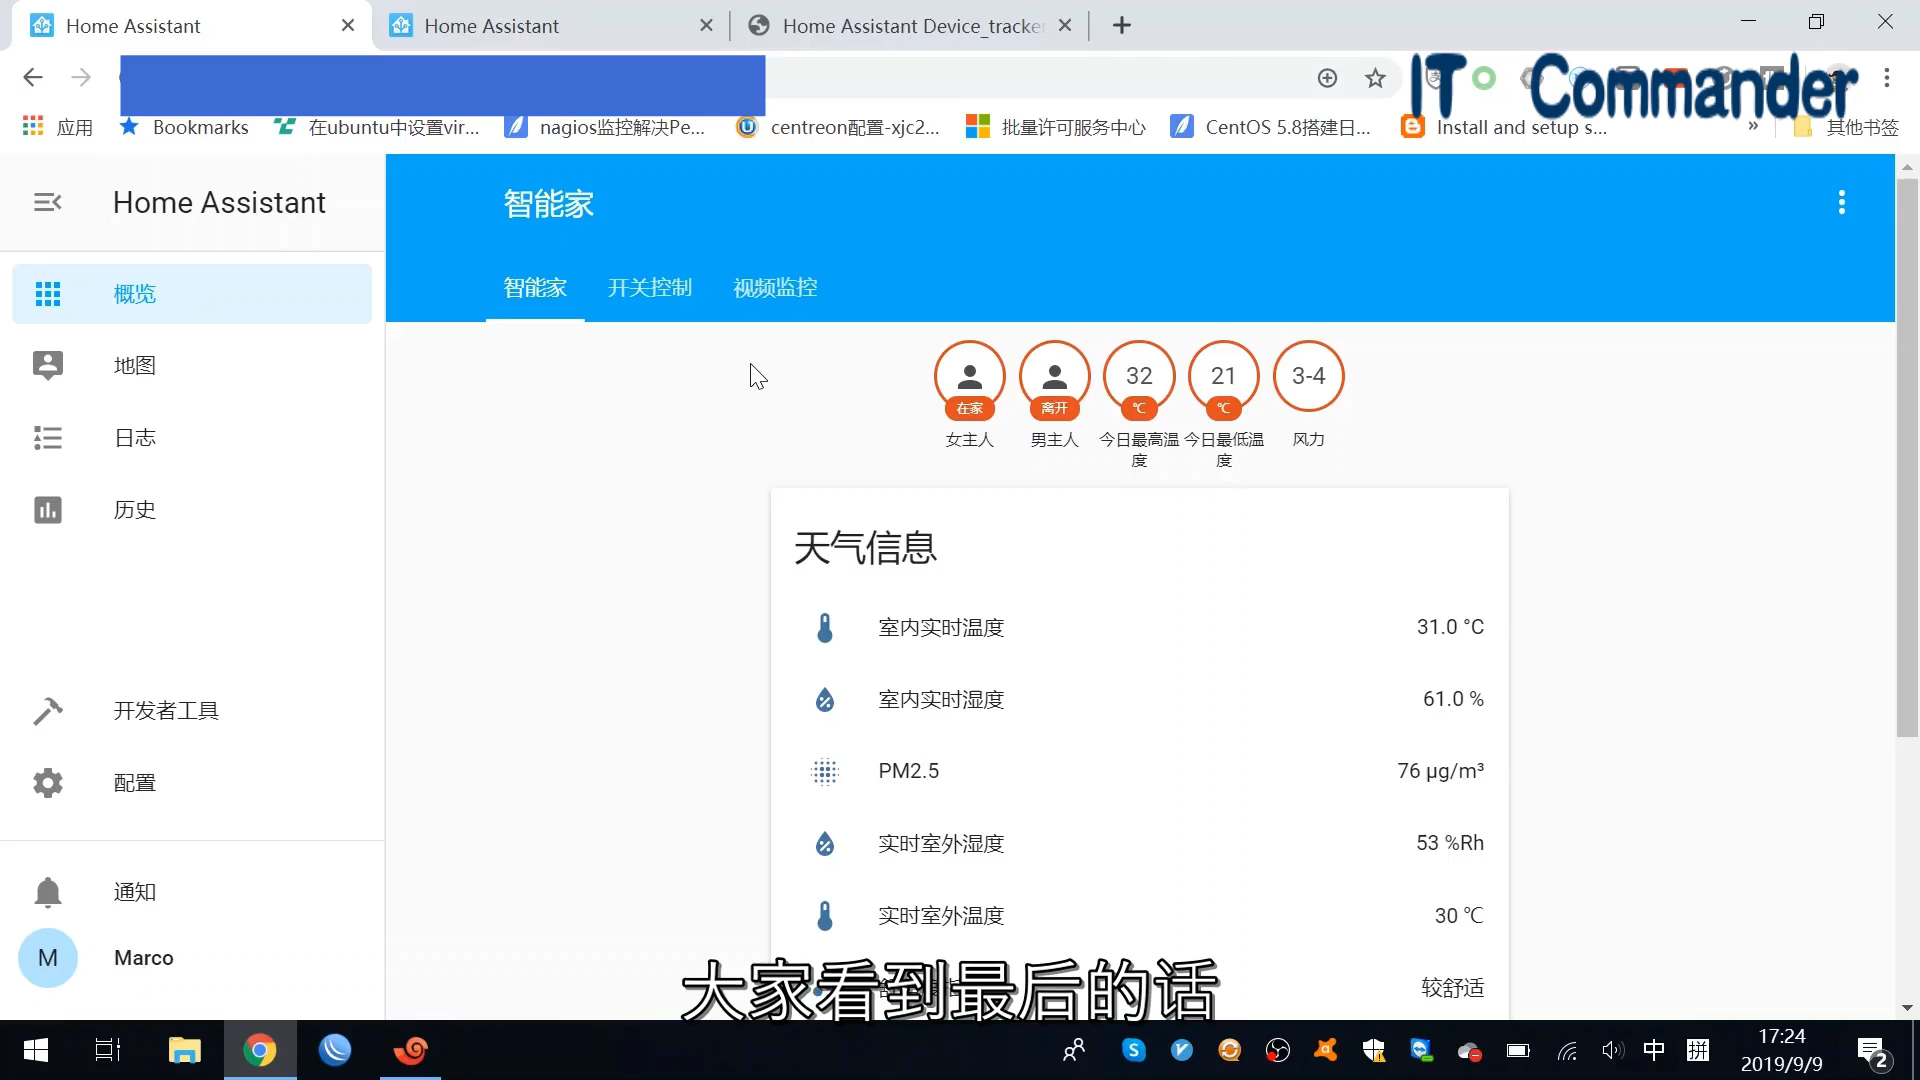 Home Assistant
Home Assistant
Home Assistant Device_tracke
IT Commander
应用
Bookmarks
在ubuntu中设置vir...
nagios监控解决Pe...
centreon配置-xjc2...
批量许可服务中心
CentOS 5.8搭建日...
Install and setup s...
»
其他书签
Home Assistant
智能家
智能家
开关控制
视频监控
概览
地图
日志
历史
开发者工具
配置
通知
M
Marco
32
21
3-4
在家
离开
℃
℃
女主人
男主人
今日最高温度
今日最低温度
风力
天气信息
室内实时温度
31.0 °C
室内实时湿度
61.0 %
PM2.5
76 µg/m³
实时室外湿度
53 %Rh
实时室外温度
30 ℃
较舒适
大家看到最后的话
中
拼
17:24
2019/9/9
2